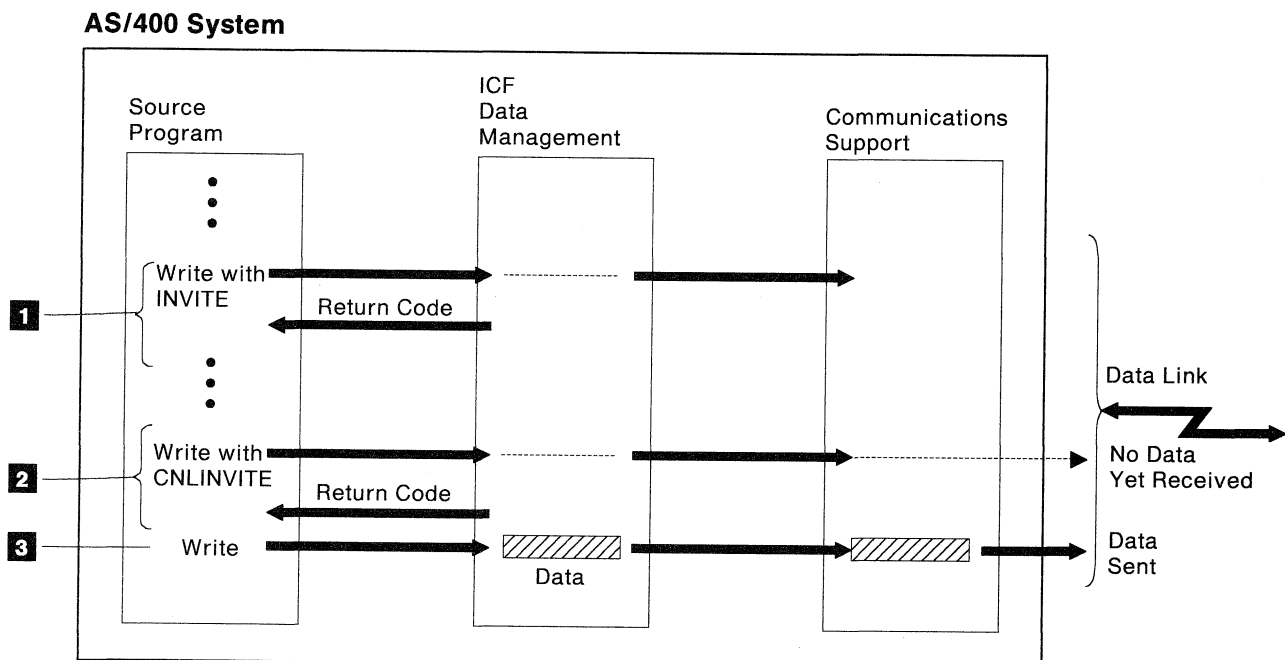 AS/400 System
Source
Program
ICF
Data
Management
Communications
Support
1
Write with
INVITE
Return Code
Data Link
2
Write with
CNLINVITE
Return Code
No Data
Yet Received
3
Write
Data
Data
Sent